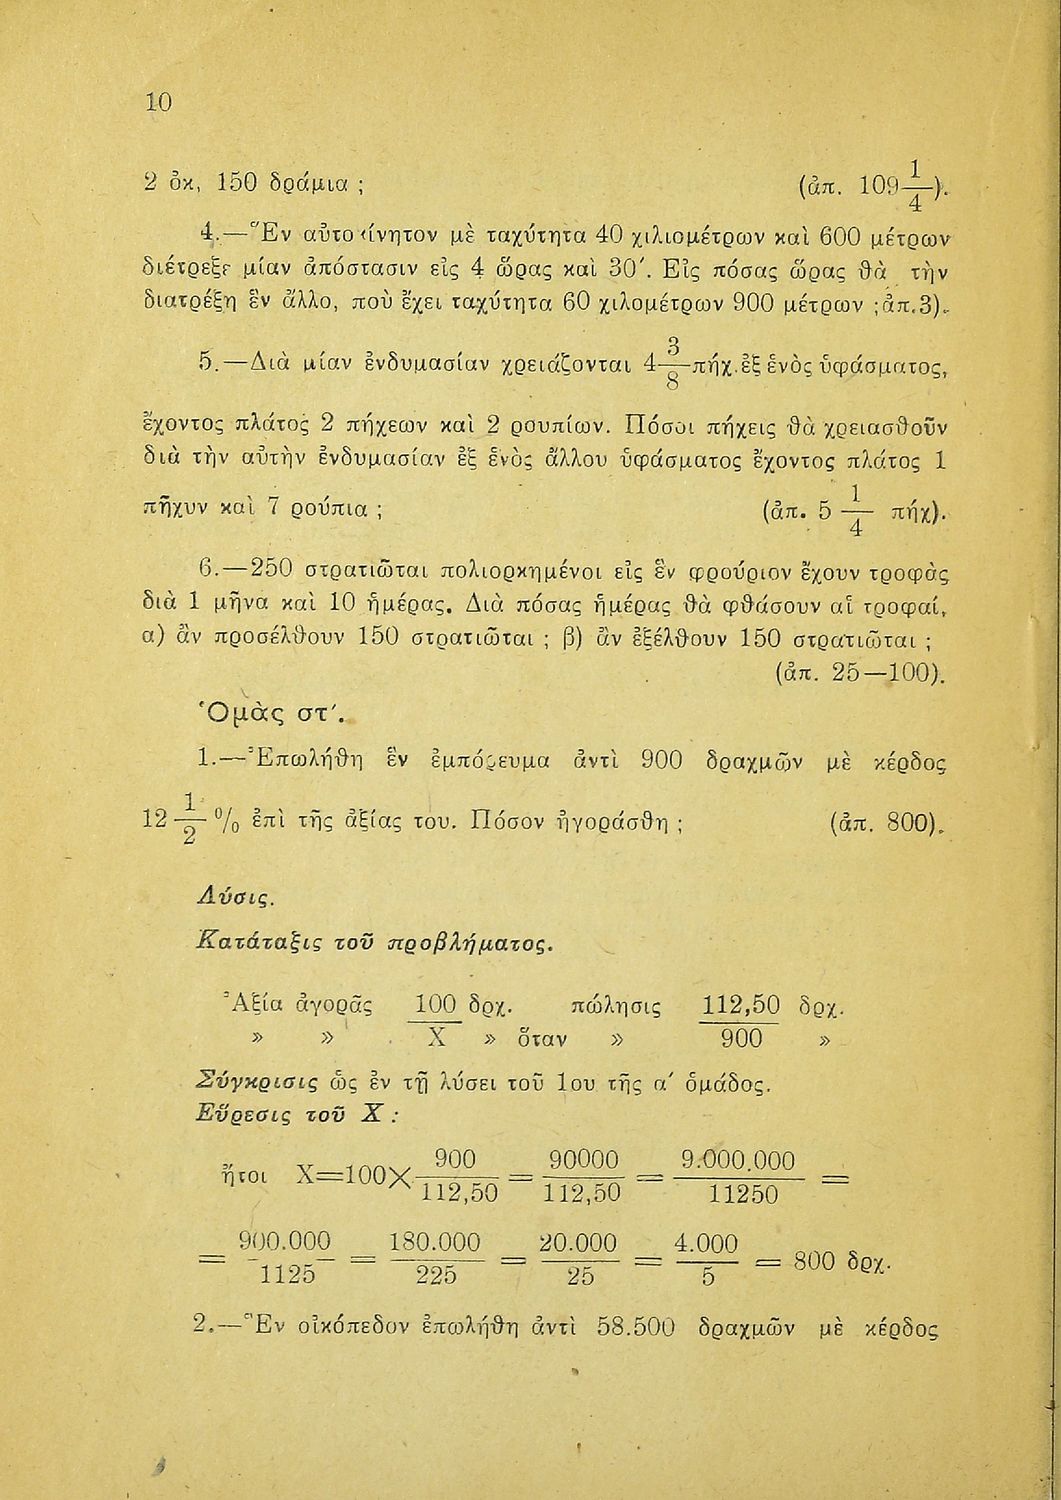 10
2 ὀκ, 150 δράμια ; (ἀπ. 109 1/4).
4.—Ἓν αὐτοκίνητον μὲ ταχύτητα 40 χιλιομέτρων καὶ 600 μέτρων
διέτρεξε μίαν ἀπόστασιν εἰς 4 ὥρας καὶ 30'. Εἰς πόσας ὥρας θὰ τὴν
διατρέξη ἓν ἄλλο, ποὺ ἔχει ταχύτητα 60 χιλομέτρων 900 μέτρων ;ἀπ.3).
5.—Διὰ μίαν ἐνδυμασίαν χρειάζονται 4 3/8 πήχ.ἐξ ἑνὸς ὑφάσματος,
ἔχοντος πλάτος 2 πήχεων καὶ 2 ρουπίων. Πόσοι πήχεις θὰ χρειασθοῦν
διὰ τὴν αὐτὴν ἐνδυμασίαν ἐξ ἑνὸς ἄλλου ὑφάσματος ἔχοντος πλάτος 1
πῆχυν καὶ 7 ρούπια ; (ἀπ. 5 1/4 πήχ).
6.—250 στρατιῶται πολιορκημένοι εἰς ἓν φρούριον ἔχουν τροφὰς
διὰ 1 μῆνα καὶ 10 ἡμέρας. Διὰ πόσας ἡμέρας θὰ φθάσουν αἱ τροφαί,
α) ἂν προσέλθουν 150 στρατιῶται ; β) ἂν ἐξέλθουν 150 στρατιῶται ;
(ἀπ. 25—100).
Ὁμὰς στ'.
1.—Ἐπωλήθη ἓν ἐμπόρευμα ἀντὶ 900 δραχμῶν μὲ κέρδος
12 1/2 % ἐπὶ τῆς ἀξίας του. Πόσον ἠγοράσθη ; (ἀπ. 800).
Λύσις.
Κατάταξις τοῦ προβλήματος.
Ἀξία ἀγορᾶς 100 δρχ. πώλησις 112,50 δρχ.
» » Χ » ὅταν » 900 »
Σύγκρισις ὡς ἐν τῇ λύσει τοῦ 1ου τῆς α' ὁμάδος.
Εὕρεσις τοῦ Χ :
ἤτοι Χ=100× 900/112,50 = 90000/112,50 = 9.000.000/11250 =
= 900.000/1125 = 180.000/225 = 20.000/25 = 4.000/5 = 800 δρχ.
2.—Ἓν οἰκόπεδον ἐπωλήθη ἀντὶ 58.500 δραχμῶν μὲ κέρδος